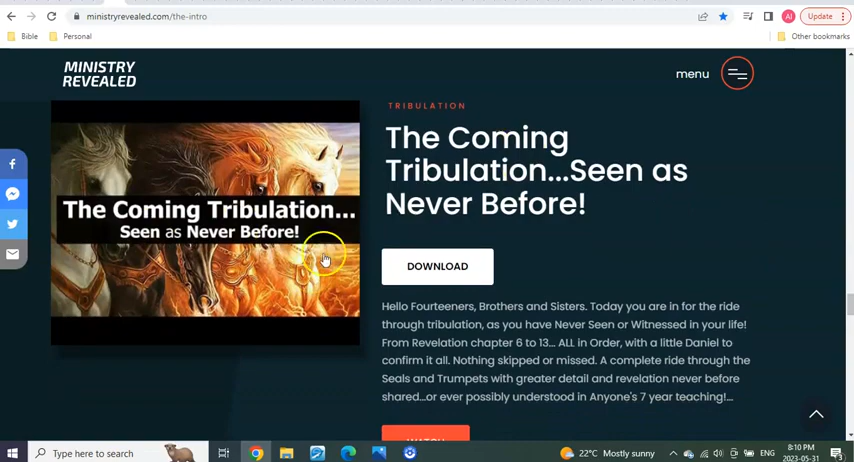 ministryrevealed.com/the-intro
Update
Bible
Personal
Other bookmarks
MINISTRY
REVEALED
menu
TRIBULATION
The Coming
Tribulation...Seen as
Never Before!
The Coming Tribulation...
Seen as Never Before!
DOWNLOAD
Hello Fourteeners, Brothers and Sisters. Today you are in for the ride
through tribulation, as you have Never Seen or Witnessed in your life!
From Revelation chapter 6 to 13... ALL in Order, with a little Daniel to
confirm it all. Nothing skipped or missed. A complete ride through the
Seals and Trumpets with greater detail and revelation never before
shared...or ever possibly understood in Anyone's 7 year teaching!...
Type here to search
22°C Mostly sunny
ENG
8:10 PM
2023-05-31